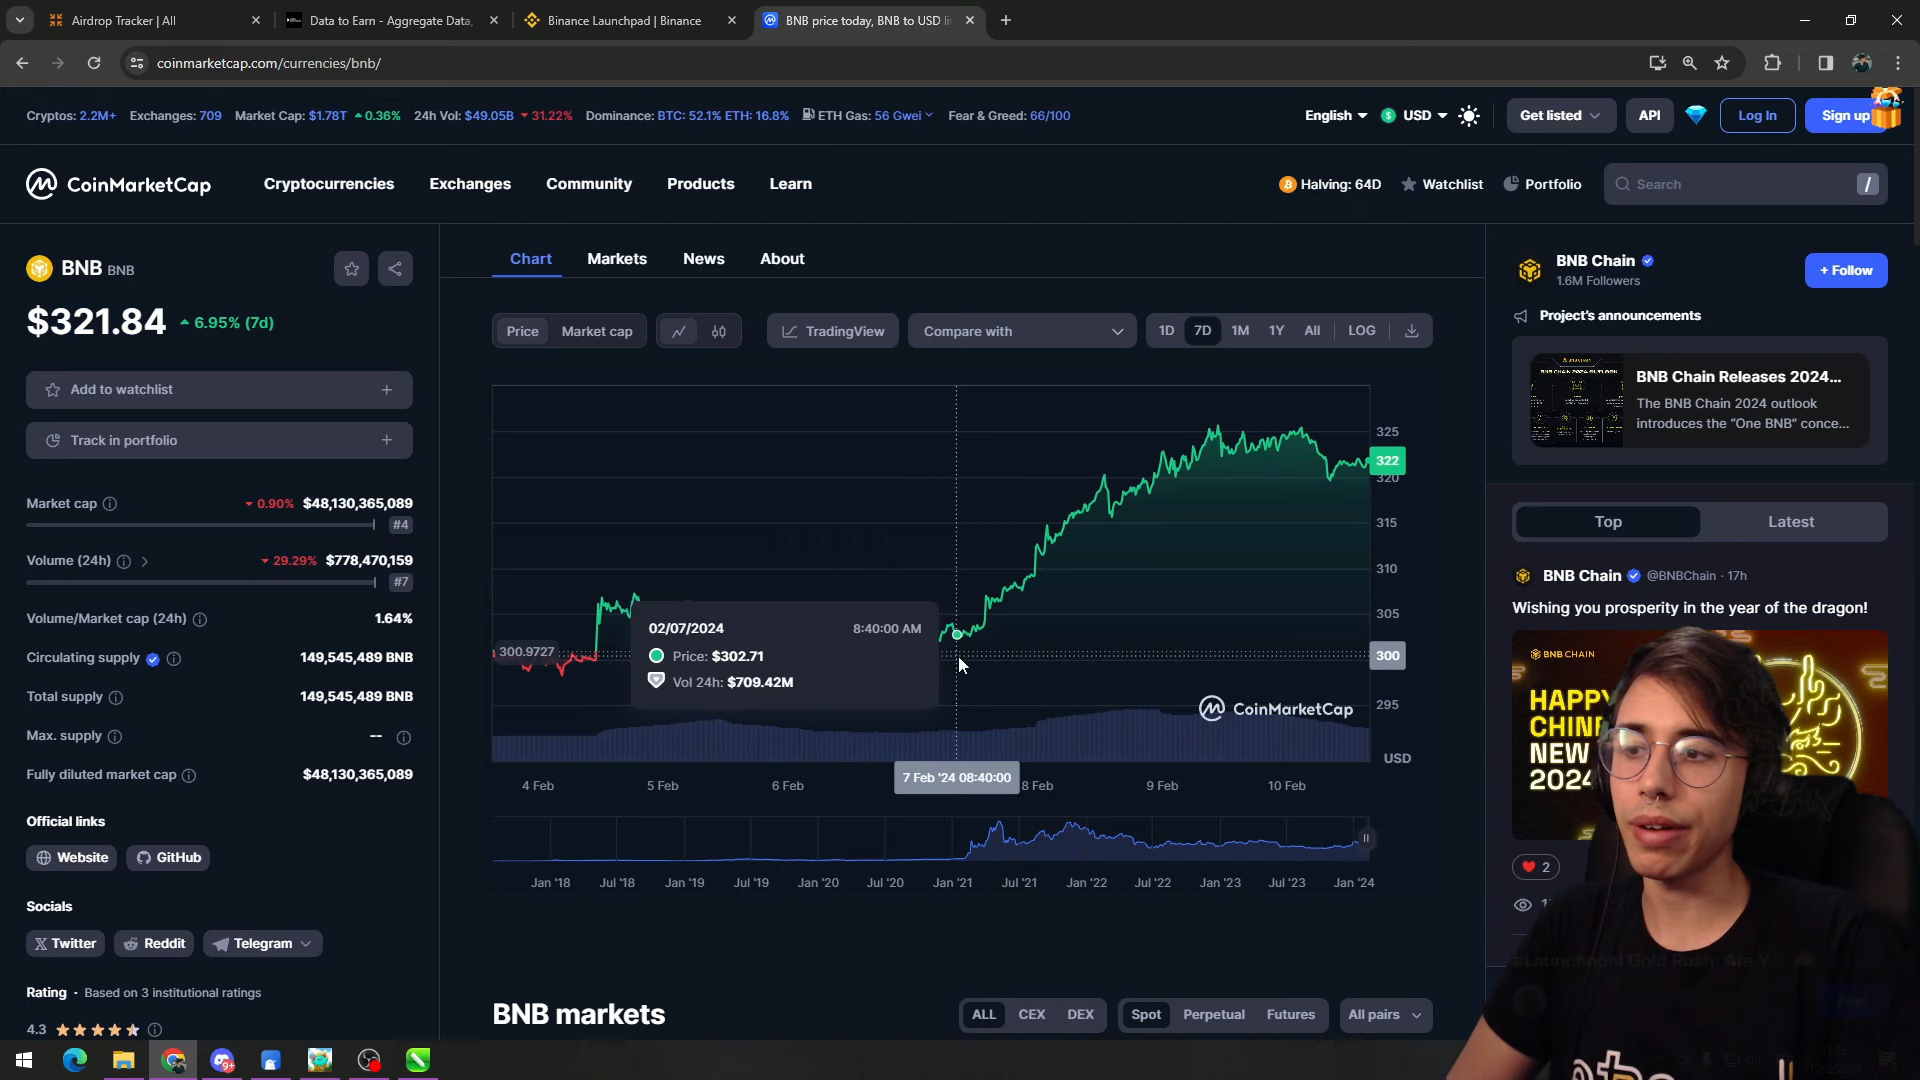 Airdrop Tracker | All
Data to Earn - Aggregate Data,
Binance Launchpad | Binance
BNB price today, BNB to USD li
coinmarketcap.com/currencies/bnb/
Cryptos: 2.2M+ Exchanges: 709 Market Cap: $1.78T 0.36% 24h Vol: $49.05B 31.22% Dominance: BTC: 52.1% ETH: 16.8% ETH Gas: 56 Gwei Fear & Greed: 66/100
English USD Get listed API Log In Sign up
CoinMarketCap Cryptocurrencies Exchanges Community Products Learn
Halving: 64D Watchlist Portfolio Search /
BNB BNB
$321.84 6.95% (7d)
Add to watchlist +
Track in portfolio +
Market cap 0.90% $48,130,365,089
#4
Volume (24h) 29.29% $778,470,159
#7
Volume/Market cap (24h) 1.64%
Circulating supply 149,545,489 BNB
Total supply 149,545,489 BNB
Max. supply --
Fully diluted market cap $48,130,365,089
Official links
Website GitHub
Socials
Twitter Reddit Telegram
Rating · Based on 3 institutional ratings
4.3
Chart Markets News About
Price Market cap TradingView Compare with 1D 7D 1M 1Y All LOG
325
322
320
315
310
305
300
295
USD
300.9727
02/07/2024 8:40:00 AM
Price: $302.71
Vol 24h: $709.42M
CoinMarketCap
4 Feb 5 Feb 6 Feb 7 Feb '24 08:40:00 8 Feb 9 Feb 10 Feb
Jan '18 Jul '18 Jan '19 Jul '19 Jan '20 Jul '20 Jan '21 Jul '21 Jan '22 Jul '22 Jan '23 Jul '23 Jan '24
BNB markets ALL CEX DEX Spot Perpetual Futures All pairs
BNB Chain
1.6M Followers
+ Follow
Project's announcements
BNB CHAIN 2024 OUTLOOK
BNB Chain Releases 2024...
The BNB Chain 2024 outlook
introduces the “One BNB” conce...
Top Latest
BNB Chain @BNBChain · 17h
Wishing you prosperity in the year of the dragon!
BNB CHAIN
HAPPY
CHIN
NEW
2024
2
#Launchpool Gold Rush: Are Y...
Post
9+